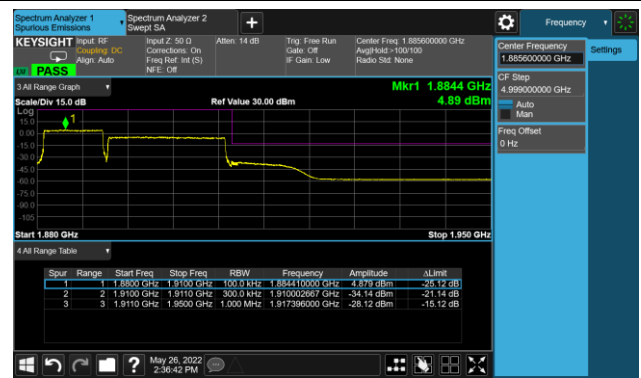 Spectrum Analyzer 1
Spurious Emissions
Spectrum Analyzer 2
Swept SA
Frequency
KEYSIGHT Input: RF
Coupling: DC
Align: Auto
Input Z: 50 Ω
Corrections: On
Freq Ref: Int (S)
NFE: Off
Atten: 14 dB
Trig: Free Run
Gate: Off
IF Gain: Low
Center Freq: 1.885600000 GHz
Avg|Hold:>100/100
Radio Std: None
PASS
Center Frequency
1.885600000 GHz
Settings
CF Step
4.999000000 GHz
Auto
Man
Freq Offset
0 Hz
3 All Range Graph
Mkr1 1.8844 GHz
Scale/Div 15.0 dB
Ref Value 30.00 dBm
4.89 dBm
Log
15.0
0.00
-15.0
-30.0
-45.0
-60.0
-75.0
-90.0
-105
1
Start 1.880 GHz
Stop 1.950 GHz
4 All Range Table
Spur Range Start Freq Stop Freq RBW Frequency Amplitude ΔLimit
1 1 1.8800 GHz 1.9100 GHz 100.0 kHz 1.884410000 GHz 4.879 dBm -25.12 dB
2 2 1.9100 GHz 1.9110 GHz 300.0 kHz 1.910002667 GHz -34.14 dBm -21.14 dB
3 3 1.9110 GHz 1.9500 GHz 1.000 MHz 1.917396000 GHz -28.12 dBm -15.12 dB
May 26, 2022
2:36:42 PM